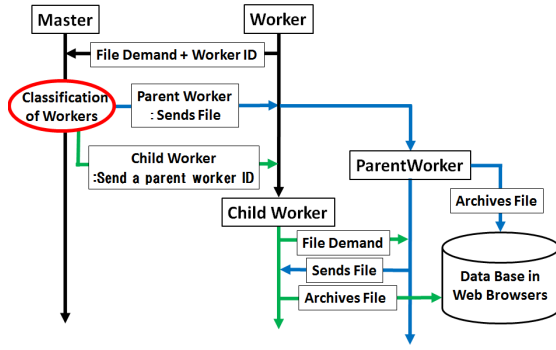 Master
Worker
File Demand + Worker ID
Classification
of Workers
Parent Worker
: Sends File
Child Worker
:Send a parent worker ID
ParentWorker
Archives File
Child Worker
File Demand
Sends File
Archives File
Data Base in
Web Browsers